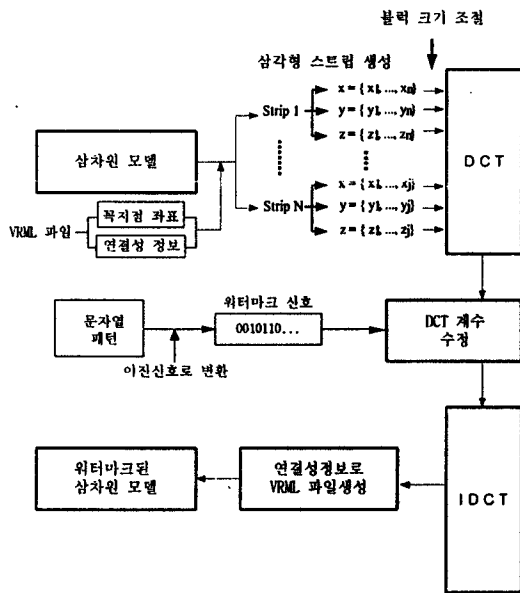 블럭 크기 조절
삼각형 스트립 생성
x = { x1, ..., xn}
Strip 1
y = { y1, ..., yn}
z = { z1, ..., zn}
DCT
삼차원 모델
x = { x1, ..., xj}
Strip N
y = { y1, ..., yj}
z = { z1, ..., zj}
꼭지점 좌표
VRML 파일
연결성 정보
워터마크 신호
문자열
패턴
0010110...
DCT 계수
수정
이진신호로 변환
워터마크된
삼차원 모델
연결성정보로
VRML 파일생성
IDCT